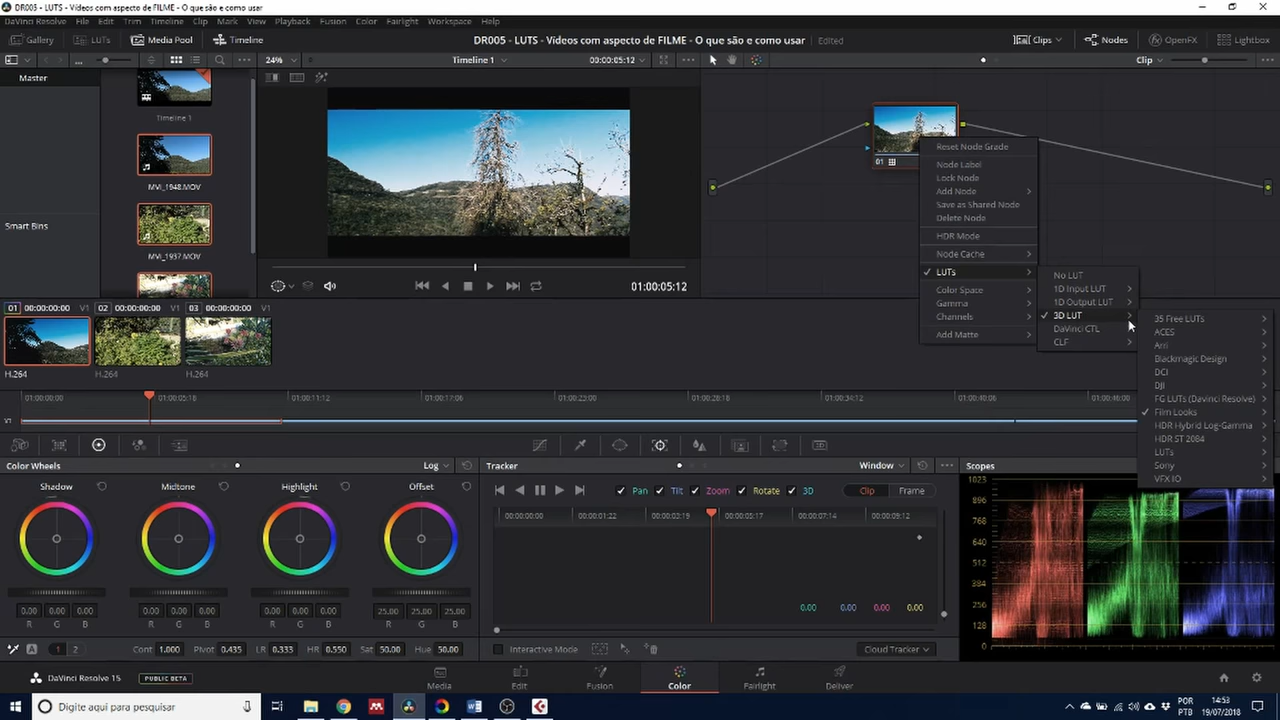 DR005 - LUTS - Vídeos com aspecto de FILME - O que são e como usar
DaVinci Resolve File Edit Trim Timeline Clip Mark View Playback Fusion Color Fairlight Workspace Help
Gallery LUTs Media Pool Timeline DR005 - LUTS - Vídeos com aspecto de FILME - O que são e como usar Edited Clips Nodes OpenFX Lightbox
24% Timeline 1 00:00:05:12 Clip
Master
Timeline 1
MVI_1948.MOV
Smart Bins
MVI_1937.MOV
01
Reset Node Grade
Node Label
Lock Node
Add Node
Save as Shared Node
Delete Node
HDR Mode
Node Cache
LUTs
Color Space
Gamma
Channels
Add Matte
No LUT
1D Input LUT
1D Output LUT
3D LUT
DaVinci CTL
CLF
35 Free LUTs
ACES
Arri
Blackmagic Design
DCI
DJI
FG LUTs (Davinci Resolve)
Film Looks
HDR Hybrid Log-Gamma
HDR ST 2084
LUTs
Sony
VFX IO
01:00:05:12
01 00:00:00:00 V1 02 00:00:00:00 V1 03 00:00:00:00 V1
H.264 H.264 H.264
01:00:00:00 01:00:05:18 01:00:11:12 01:00:17:06 01:00:23:00 01:00:28:18 01:00:34:12 01:00:40:06 01:00:46:00
V1
Color Wheels Log Tracker Window Scopes
Shadow Midtone Highlight Offset
Pan Tilt Zoom Rotate 3D Clip Frame
00:00:00:00 00:00:01:22 00:00:03:19 00:00:05:17 00:00:07:14 00:00:09:12
1023
896
768
640
512
384
256
128
0
0.00 0.00 0.00 0.00 0.00 0.00 0.00 0.00 0.00 25.00 25.00 25.00
R G B R G B R G B R G B
0.00 0.00 0.00 0.00
A 1 2 Cont 1.000 Pivot 0.435 LR 0.333 HR 0.550 Sat 50.00 Hue 50.00 Interactive Mode Cloud Tracker
DaVinci Resolve 15 PUBLIC BETA Media Edit Fusion Color Fairlight Deliver
Digite aqui para pesquisar
POR
PTB
14:53
19/07/2018